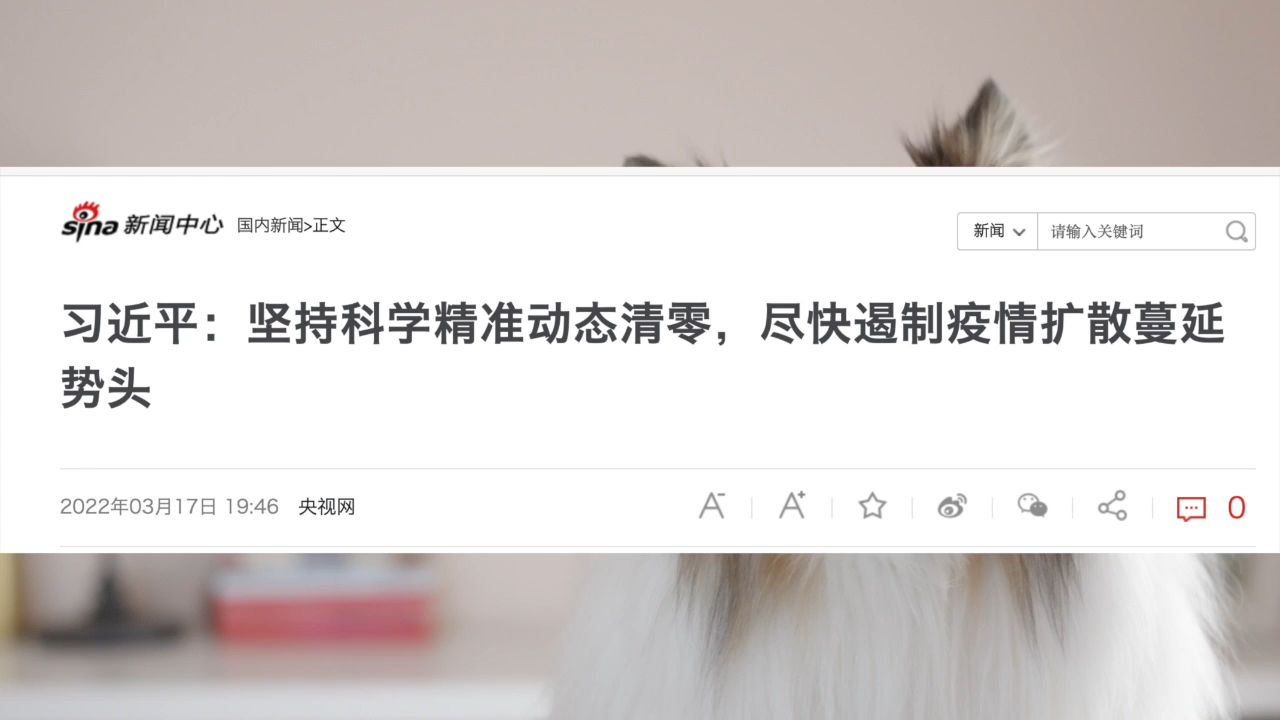 sina 新闻中心 国内新闻>正文
新闻 请输入关键词
习近平：坚持科学精准动态清零，尽快遏制疫情扩散蔓延
势头
2022年03月17日 19:46 央视网
A- A+ 0